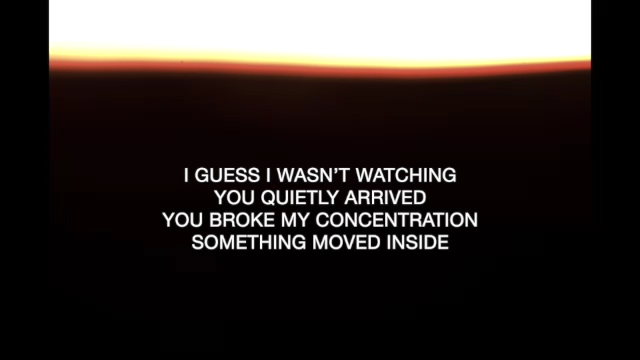 I GUESS I WASN’T WATCHING
YOU QUIETLY ARRIVED
YOU BROKE MY CONCENTRATION
SOMETHING MOVED INSIDE